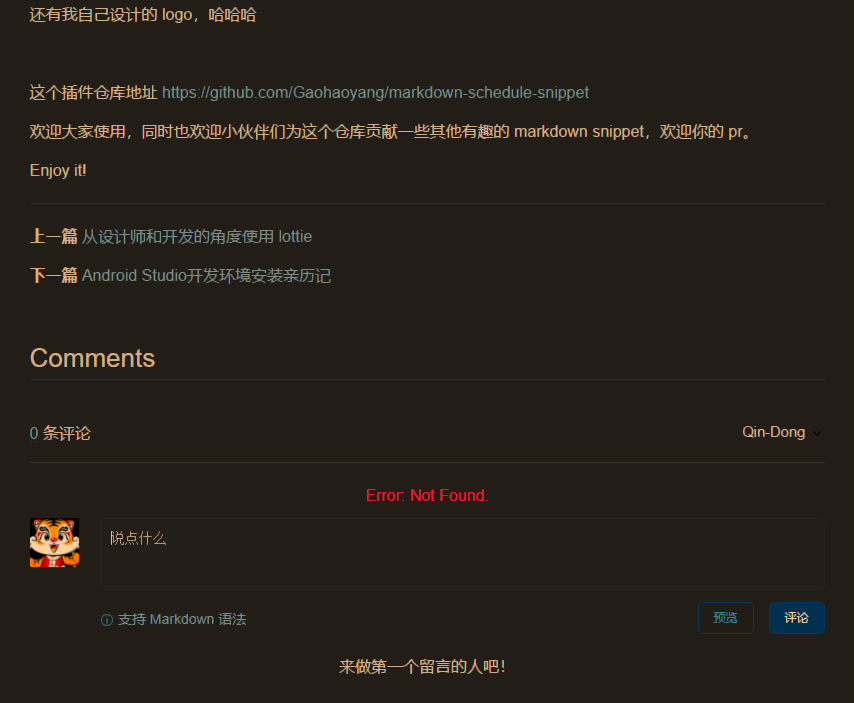 还有我自己设计的 logo，哈哈哈
这个插件仓库地址 https://github.com/Gaohaoyang/markdown-schedule-snippet
欢迎大家使用，同时也欢迎小伙伴们为这个仓库贡献一些其他有趣的 markdown snippet，欢迎你的 pr。
Enjoy it!
上一篇 从设计师和开发的角度使用 lottie
下一篇 Android Studio开发环境安装亲历记
Comments
0 条评论
Qin-Dong
Error: Not Found.
说点什么
支持 Markdown 语法
预览
评论
来做第一个留言的人吧！